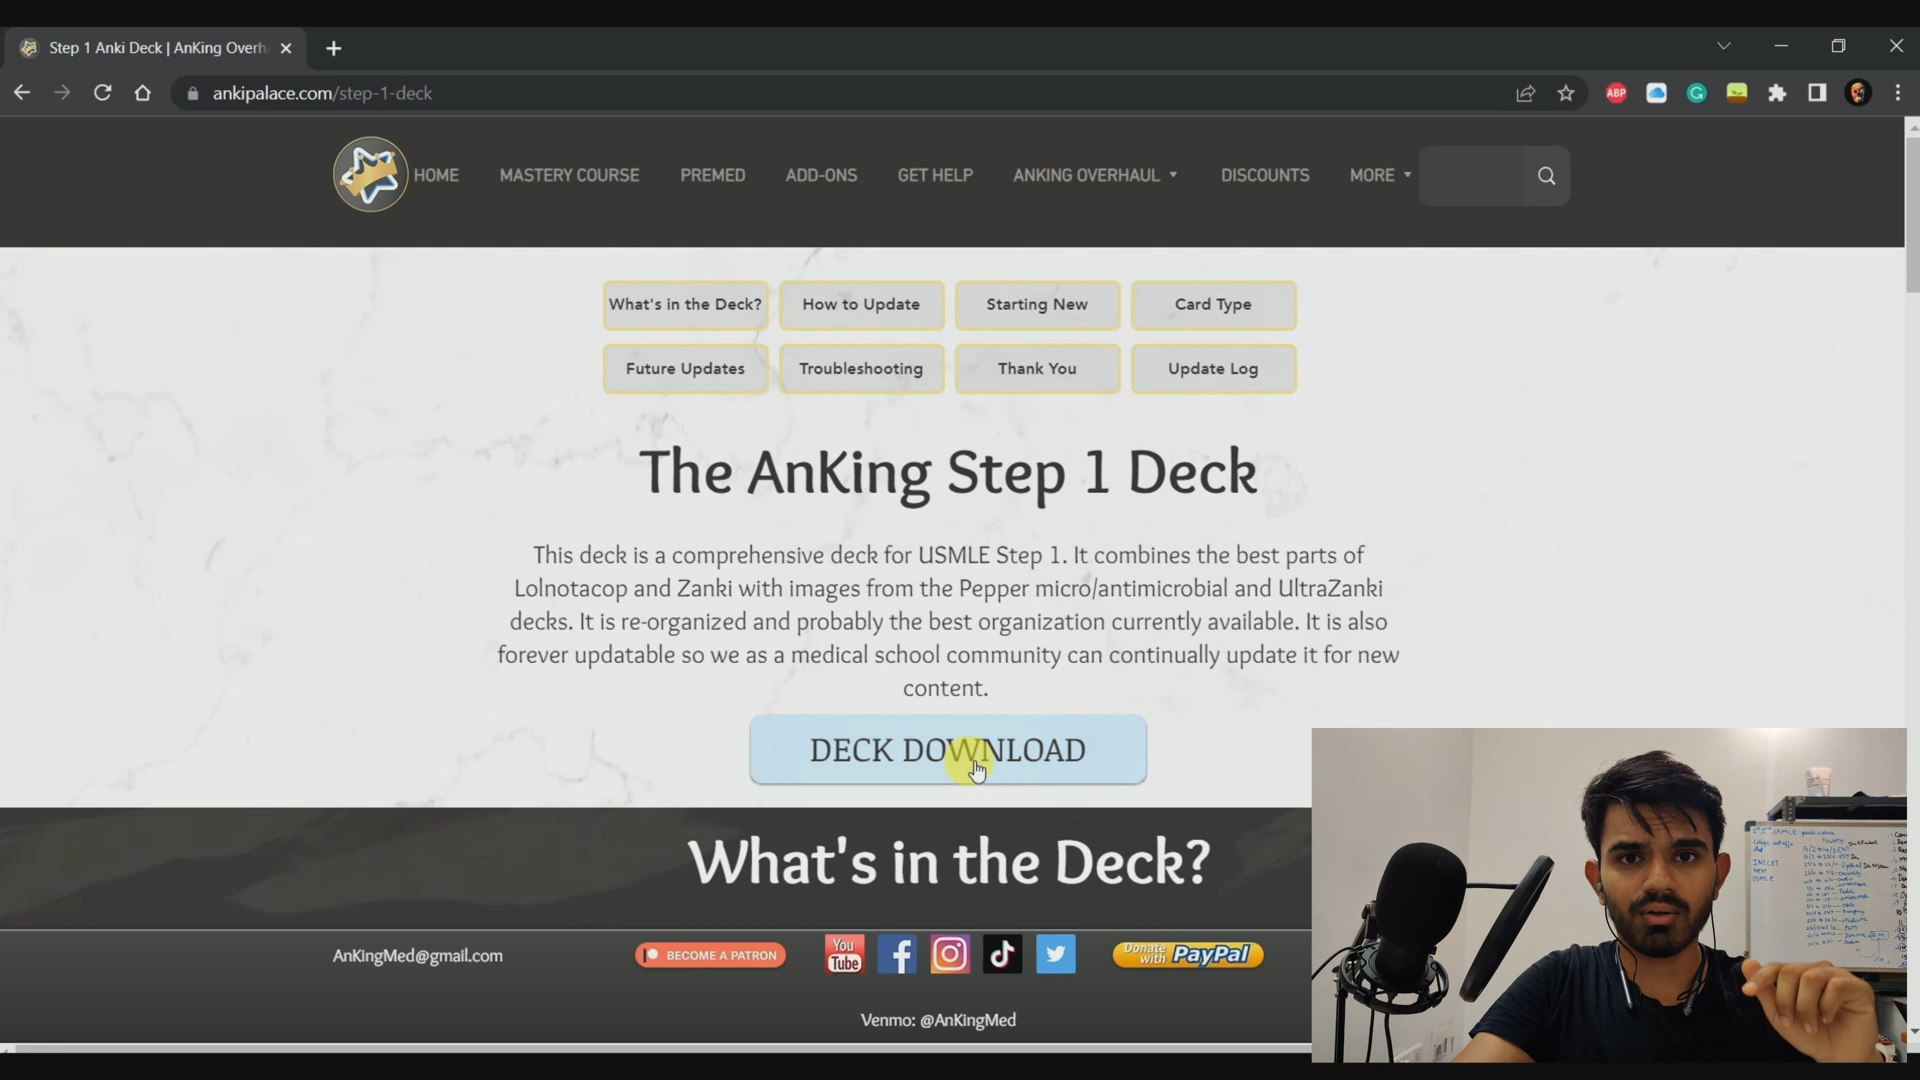 Step 1 Anki Deck | AnKing Overh
ankipalace.com/step-1-deck
ABP
HOME
MASTERY COURSE
PREMED
ADD-ONS
GET HELP
ANKING OVERHAUL
DISCOUNTS
MORE
What's in the Deck?
How to Update
Starting New
Card Type
Future Updates
Troubleshooting
Thank You
Update Log
The AnKing Step 1 Deck
This deck is a comprehensive deck for USMLE Step 1. It combines the best parts of
Lolnotacop and Zanki with images from the Pepper micro/antimicrobial and UltraZanki
decks. It is re-organized and probably the best organization currently available. It is also
forever updatable so we as a medical school community can continually update it for new
content.
DECK DOWNLOAD
What's in the Deck?
AnKingMed@gmail.com
BECOME A PATRON
You
Tube
Donate
with PayPal
Venmo: @AnKingMed
INICET
NEXT
USMLE